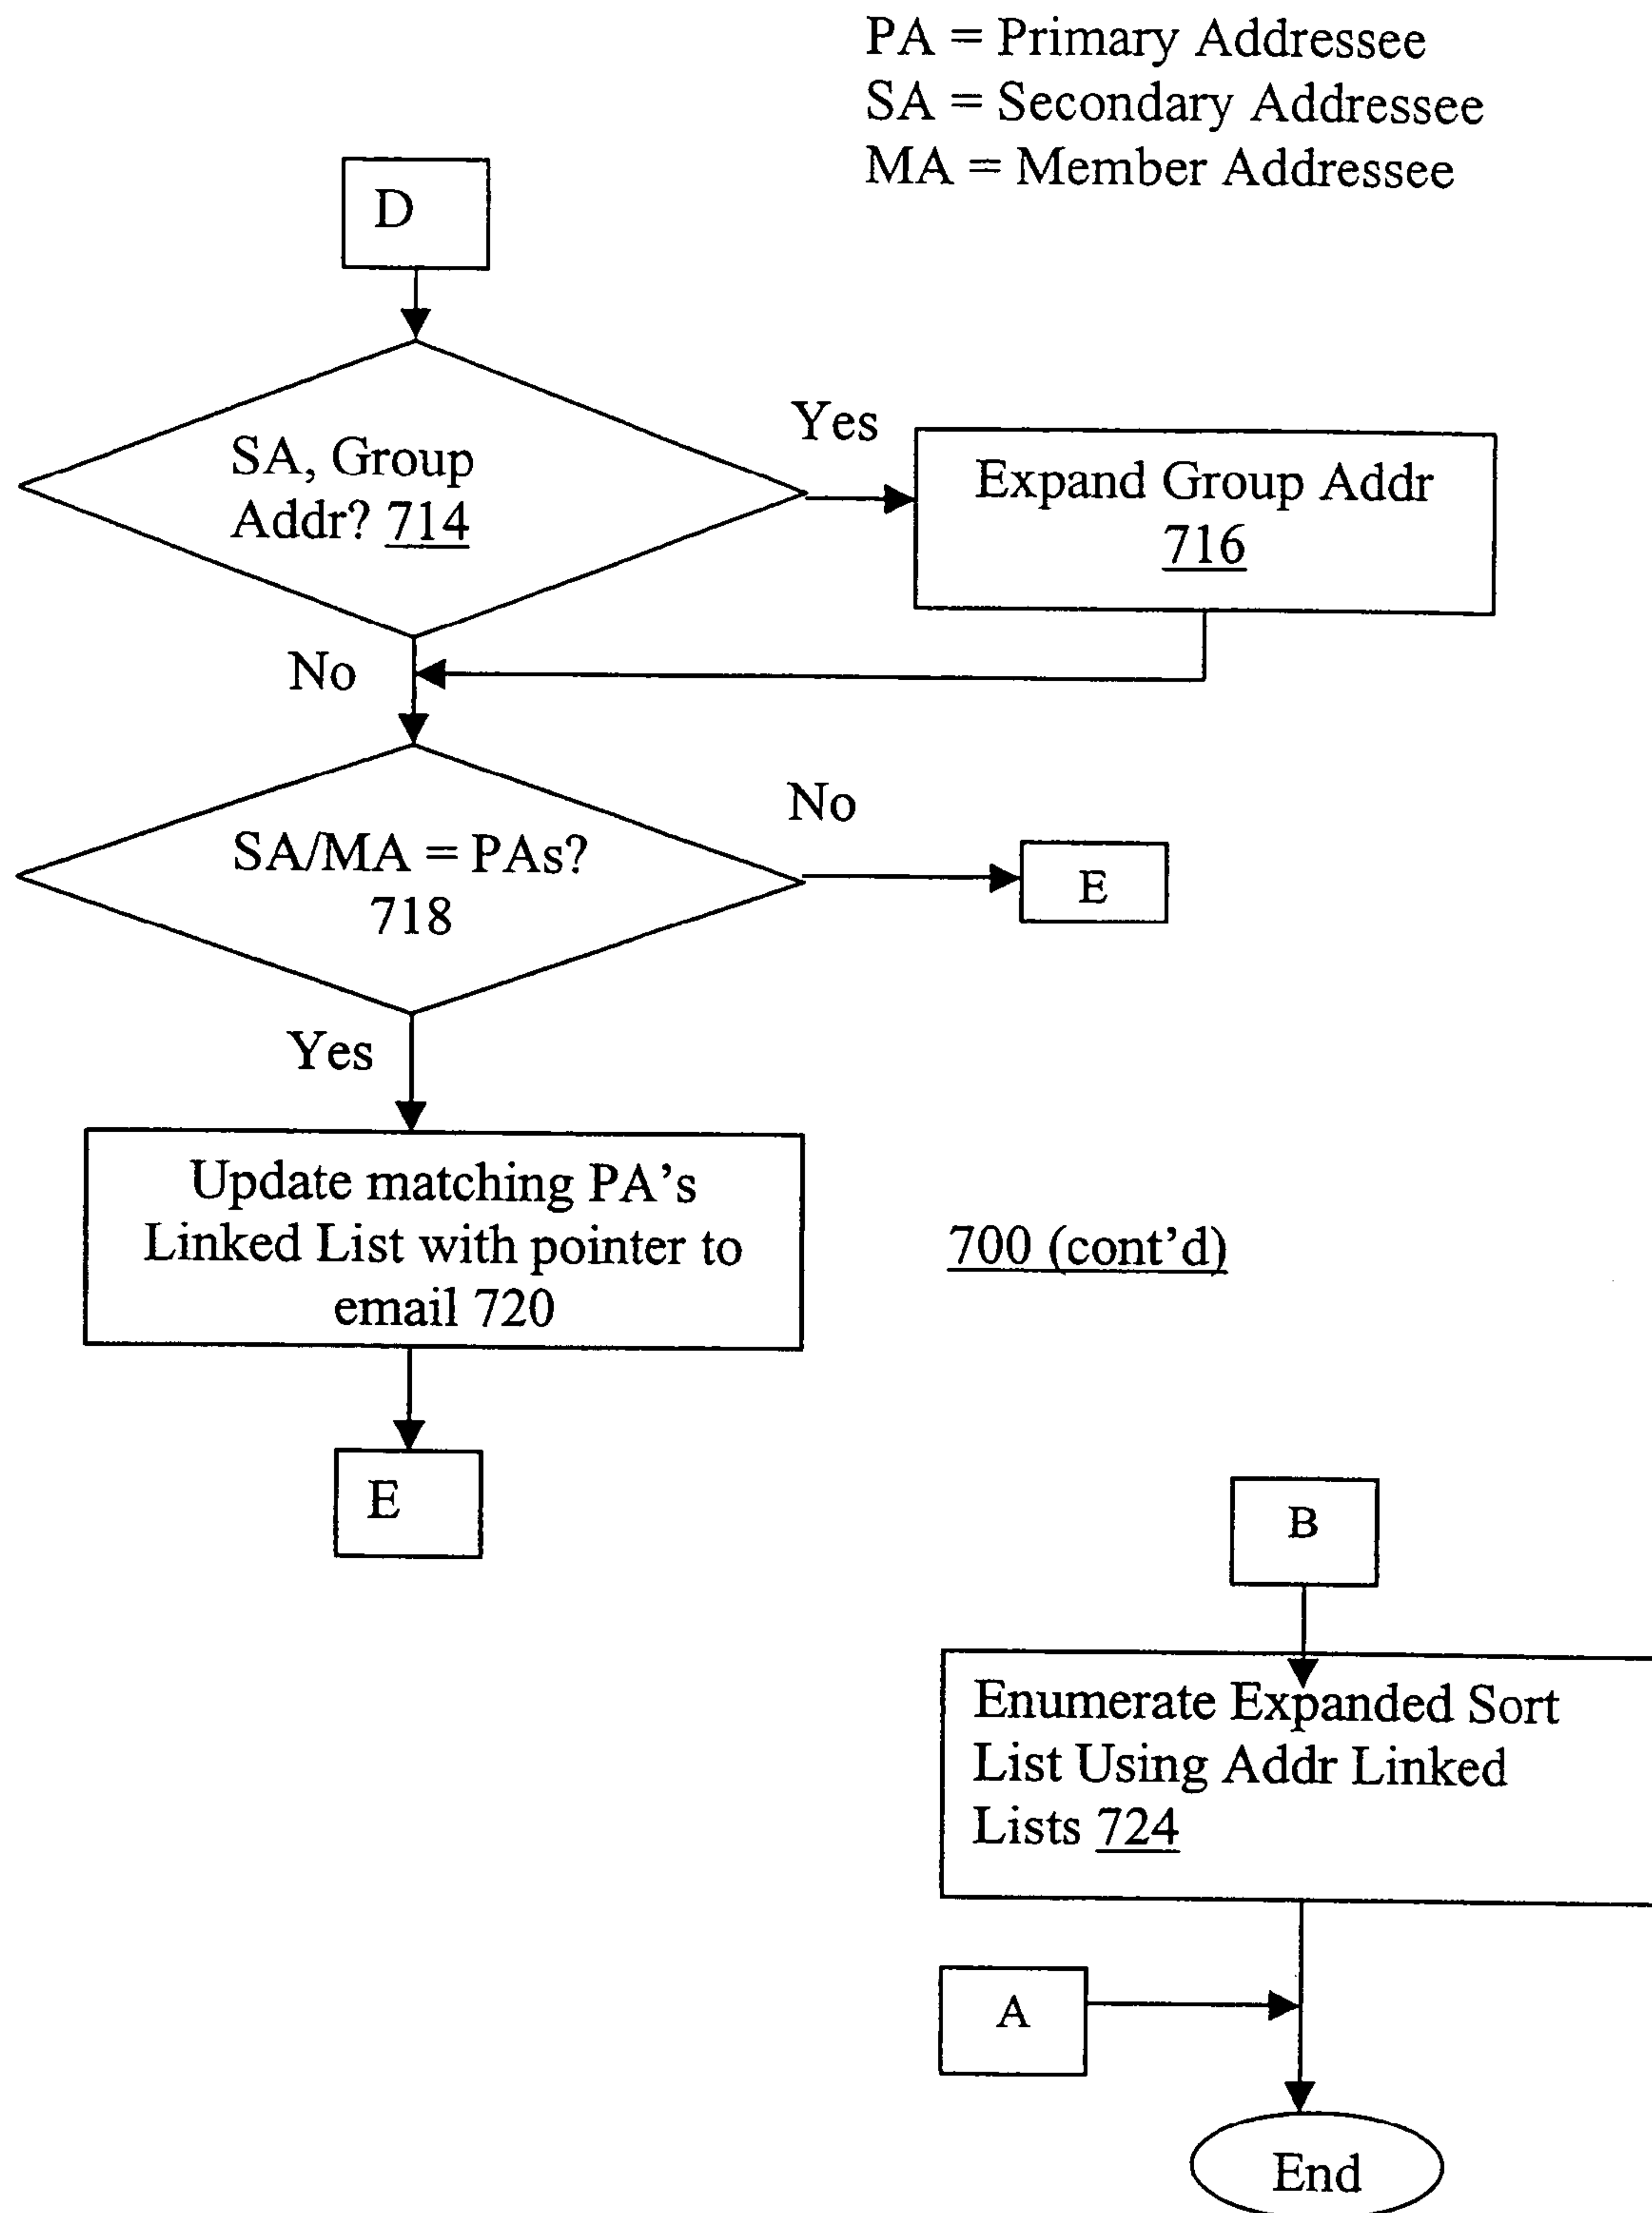 PA = Primary Addressee
SA = Secondary Addressee
MA = Member Addressee
D
SA, Group
Addr? 714
Yes
Expand Group Addr
716
No
SA/MA = PAs?
718
No
E
Yes
Update matching PA's
Linked List with pointer to
email 720
700 (cont'd)
E
B
Enumerate Expanded Sort
List Using Addr Linked
Lists 724
A
End